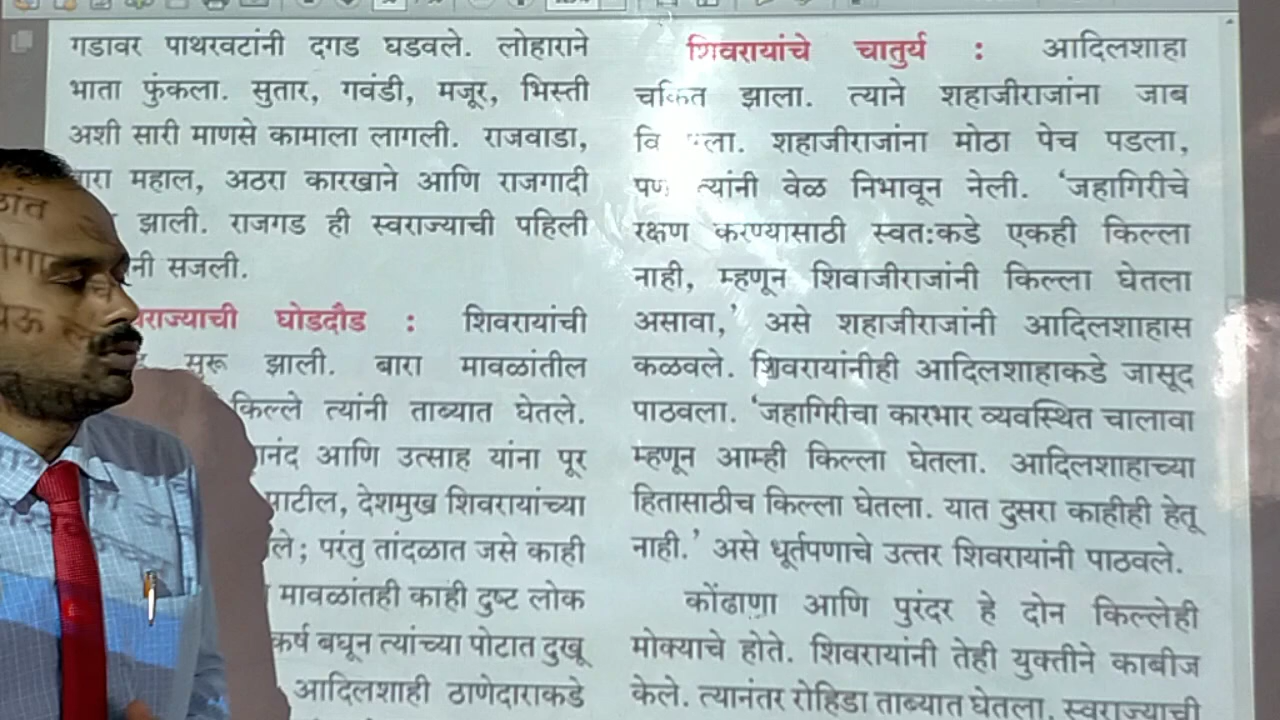 गडावर पाथरवटांनी दगड घडवले. लोहाराने
भाता फुंकला. सुतार, गवंडी, मजूर, भिस्ती
अशी सारी माणसे कामाला लागली. राजवाडा,
महाल, अठरा कारखाने आणि राजगादी
झाली. राजगड ही स्वराज्याची पहिली
सजली.
घोडदौड : शिवरायांची
सुरू झाली. बारा मावळांतील
किल्ले त्यांनी ताब्यात घेतले.
आणि उत्साह यांना पूर
पाटील, देशमुख शिवरायांच्या
परंतु तांदळात जसे काही
मावळांतही काही दुष्ट लोक
बघून त्यांच्या पोटात दुखू
आदिलशाही ठाणेदाराकडे
शिवरायांचे चातुर्य : आदिलशाहा
चकित झाला. त्याने शहाजीराजांना जाब
शहाजीराजांना मोठा पेच पडला,
पण त्यांनी वेळ निभावून नेली. 'जहागिरीचे
रक्षण करण्यासाठी स्वतःकडे एकही किल्ला
नाही, म्हणून शिवाजीराजांनी किल्ला घेतला
असावा,' असे शहाजीराजांनी आदिलशाहास
कळवले. शिवरायांनीही आदिलशाहाकडे जासूद
पाठवला. 'जहागिरीचा कारभार व्यवस्थित चालावा
म्हणून आम्ही किल्ला घेतला. आदिलशाहाच्या
हितासाठीच किल्ला घेतला. यात दुसरा काहीही हेतू
नाही.' असे धूर्तपणाचे उत्तर शिवरायांनी पाठवले.
कोंढाणा आणि पुरंदर हे दोन किल्लेही
मोक्याचे होते. शिवरायांनी तेही युक्तीने काबीज
केले. त्यानंतर रोहिडा ताब्यात घेतला. स्वराज्याची